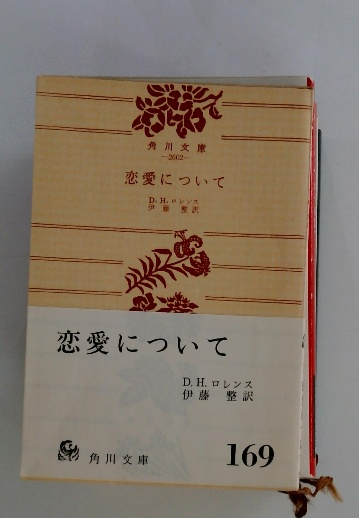 角川文庫
—2602—
恋愛について
D.H.ロレンス
伊藤 整訳
恋愛について
D.H.ロレンス
伊藤 整訳
角川文庫
169